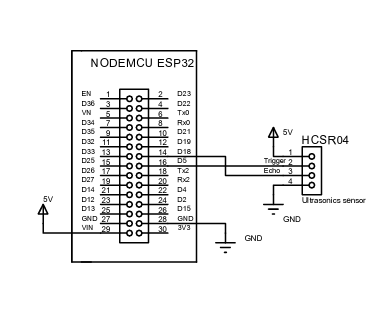 NODEMCU ESP32
EN 1 2 D23
D36 3 4 D22
VN 5 6 Tx0
D34 7 8 Rx0
D35 9 10 D21
D32 11 12 D19
D33 13 14 D18
D25 15 16 D5
D26 17 18 Tx2
D27 19 20 Rx2
D14 21 22 D4
D12 23 24 D2
D13 25 26 D15
GND 27 28 GND
VIN 29 30 3V3
5V
GND
5V
HCSR04
1
Trigger 2
Echo 3
4
Ultrasonics sensor
GND